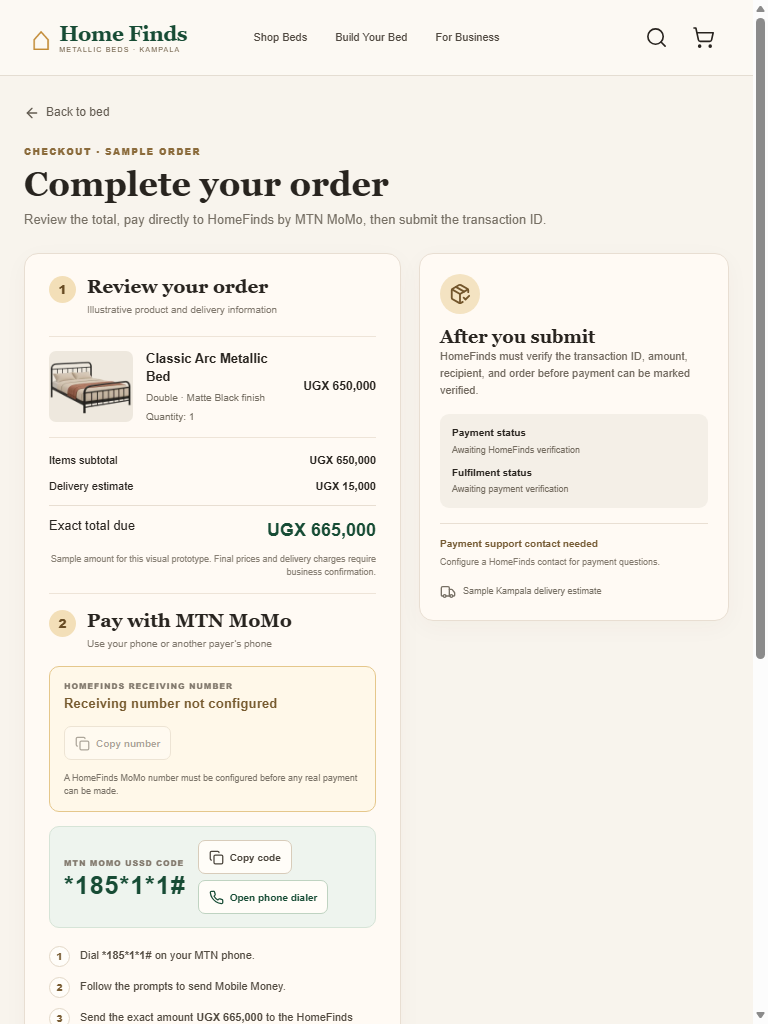 Home Finds
METALLIC BEDS · KAMPALA
Shop Beds
Build Your Bed
For Business
Back to bed
CHECKOUT · SAMPLE ORDER
Complete your order
Review the total, pay directly to HomeFinds by MTN MoMo, then submit the transaction ID.
1
Review your order
Illustrative product and delivery information
Classic Arc Metallic
Bed
Double · Matte Black finish
Quantity: 1
UGX 650,000
Items subtotal
UGX 650,000
Delivery estimate
UGX 15,000
Exact total due
UGX 665,000
Sample amount for this visual prototype. Final prices and delivery charges require
business confirmation.
2
Pay with MTN MoMo
Use your phone or another payer's phone
HOMEFINDS RECEIVING NUMBER
Receiving number not configured
Copy number
A HomeFinds MoMo number must be configured before any real payment
can be made.
MTN MOMO USSD CODE
*185*1*1#
Copy code
Open phone dialer
1
Dial *185*1*1# on your MTN phone.
2
Follow the prompts to send Mobile Money.
3
Send the exact amount UGX 665,000 to the HomeFinds
After you submit
HomeFinds must verify the transaction ID, amount,
recipient, and order before payment can be marked
verified.
Payment status
Awaiting HomeFinds verification
Fulfilment status
Awaiting payment verification
Payment support contact needed
Configure a HomeFinds contact for payment questions.
Sample Kampala delivery estimate